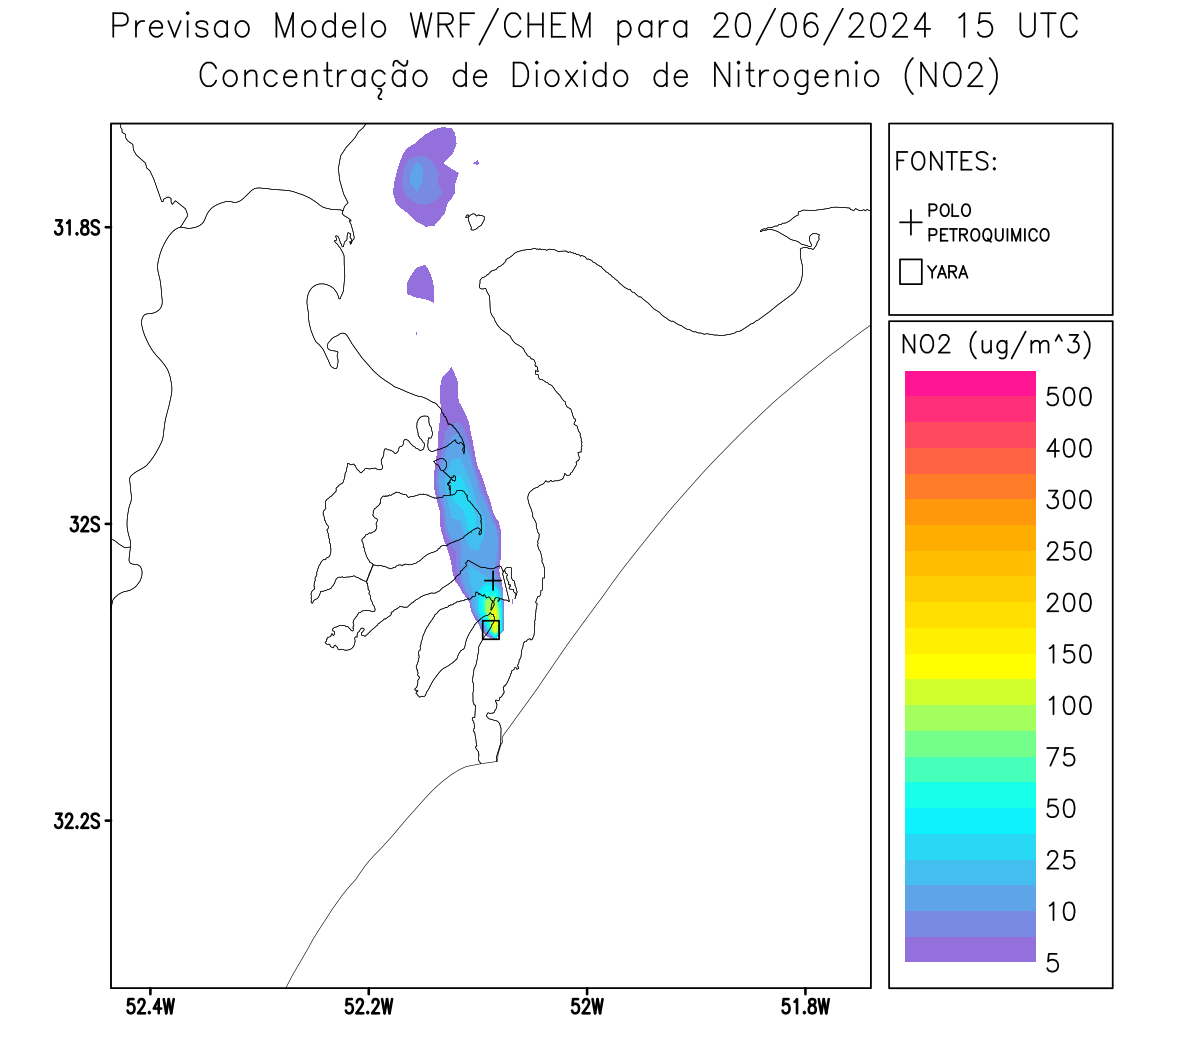 Previsao Modelo WRF/CHEM para 20/06/2024 15 UTC
Concentração de Dioxido de Nitrogenio (NO2)
FONTES:
POLO
PETROQUIMICO
YARA
NO2 (ug/m^3)
500
400
300
250
200
150
100
75
50
25
10
5
31.8S
32S
32.2S
52.4W
52.2W
52W
51.8W